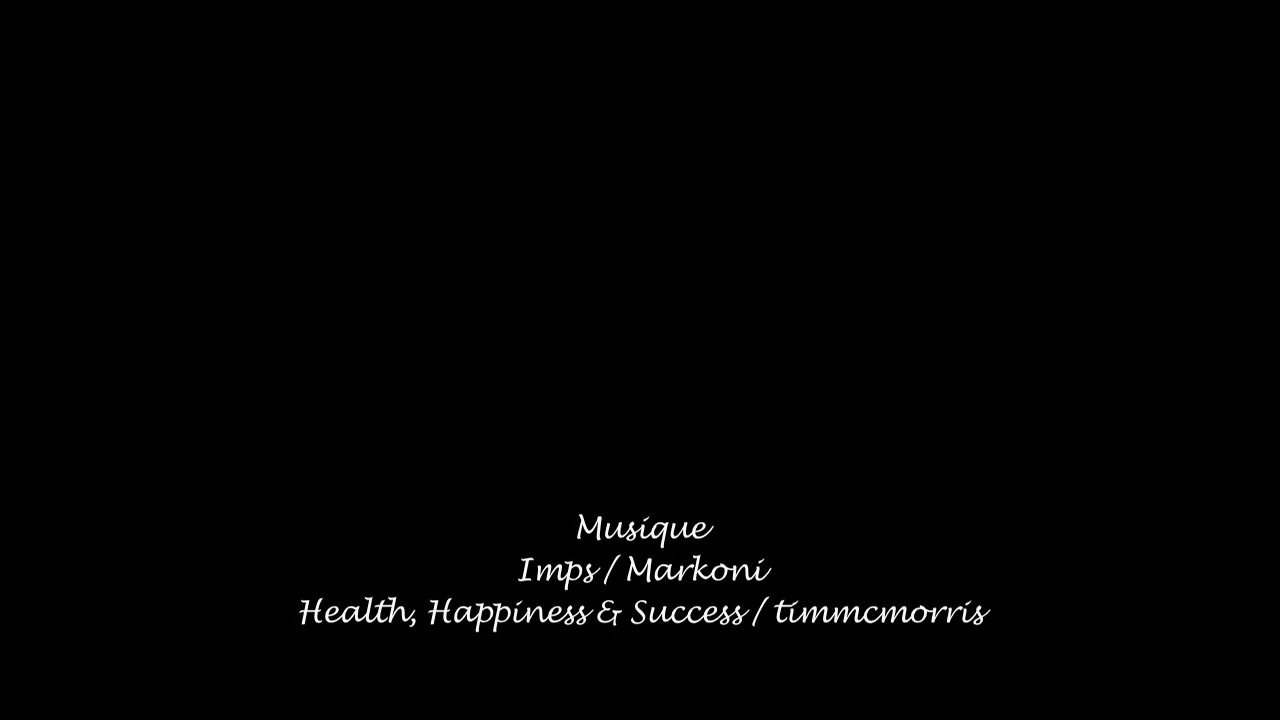 Musique
Imps / Markoni
Health, Happiness & Success / timmcmorris